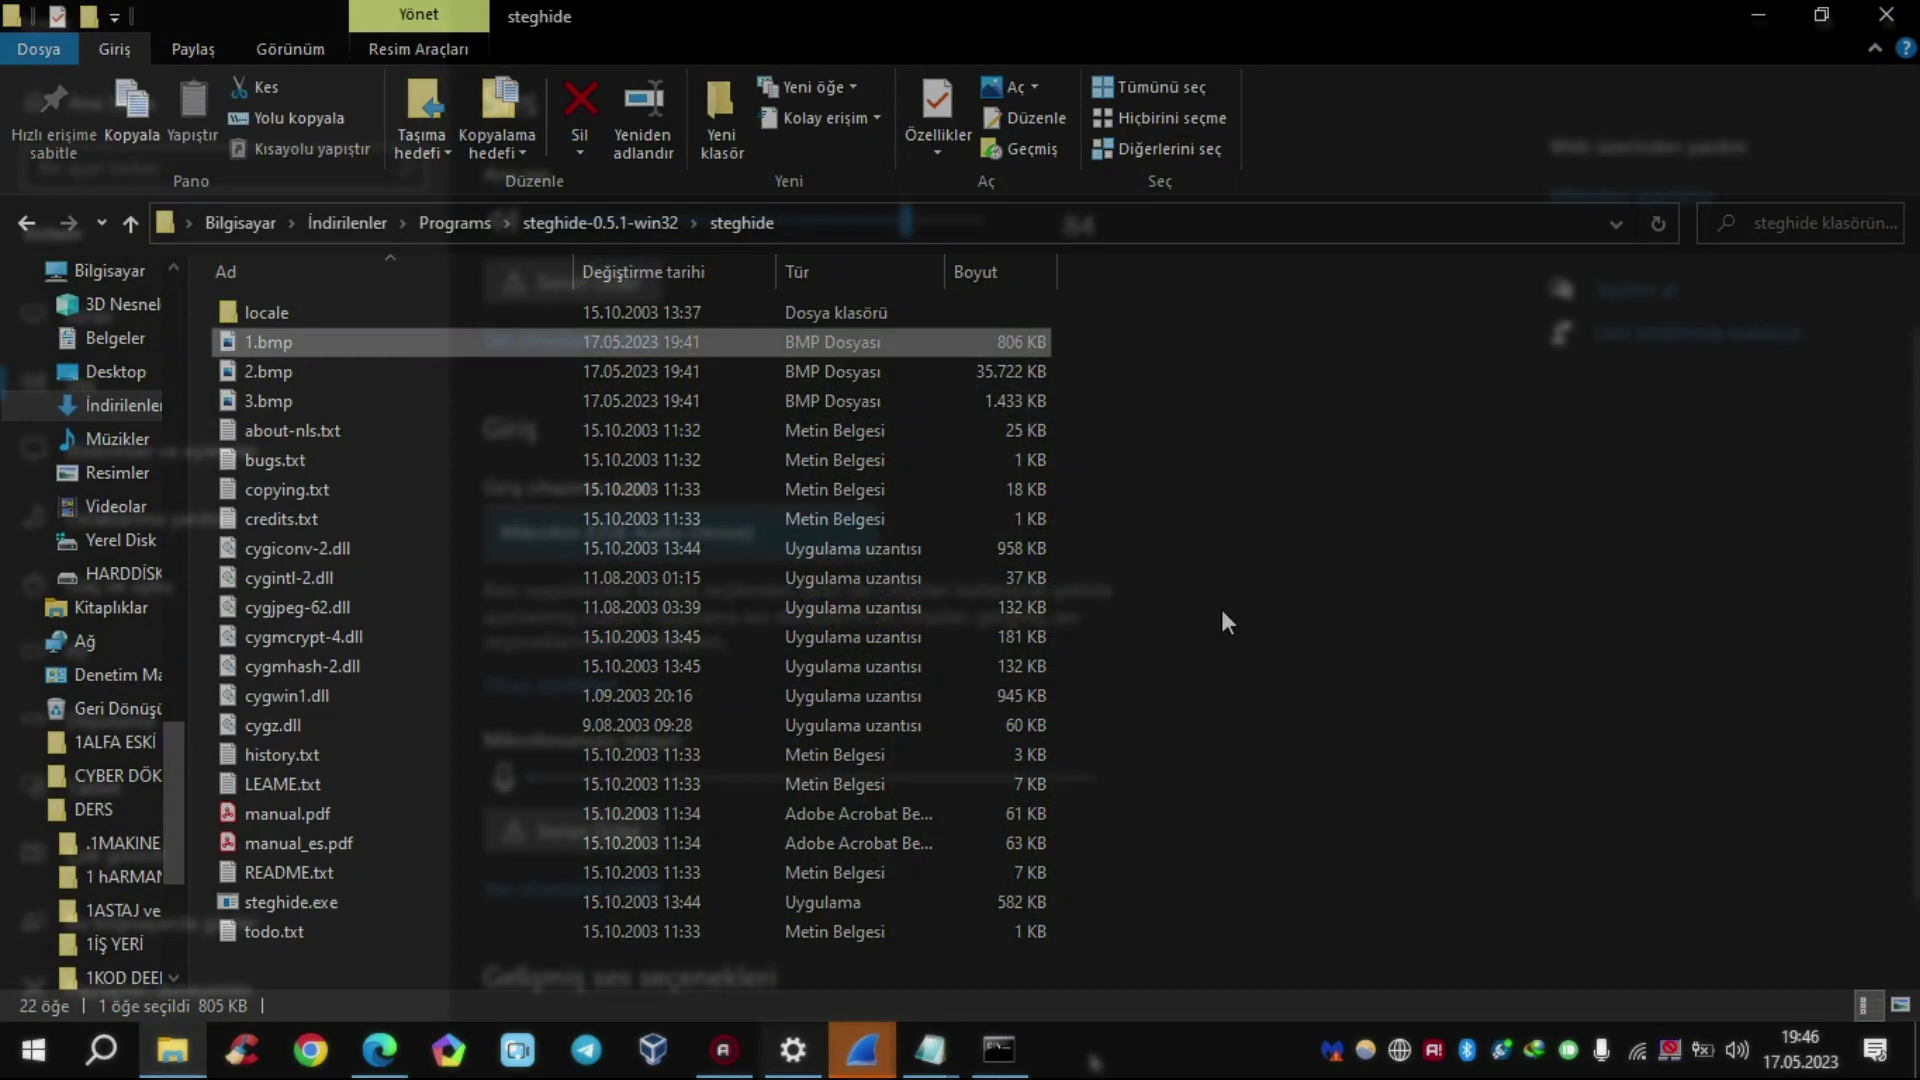 Yönet
steghide
Dosya
Giriş
Paylaş
Görünüm
Resim Araçları
Hızlı erişime sabitle
Kopyala
Yapıştır
Kes
Yolu kopyala
Kısayolu yapıştır
Taşıma hedefi
Kopyalama hedefi
Sil
Yeniden adlandır
Yeni klasör
Yeni öğe
Kolay erişim
Özellikler
Aç
Düzenle
Geçmiş
Tümünü seç
Hiçbirini seçme
Diğerlerini seç
Pano
Düzenle
Yeni
Aç
Seç
Bilgisayar > İndirilenler > Programs > steghide-0.5.1-win32 > steghide
steghide klasörün...
Bilgisayar
3D Nesnel
Belgeler
Desktop
İndirilenler
Müzikler
Resimler
Videolar
Yerel Disk
HARDDİSK
Kitaplıklar
Ağ
Denetim Ma
Geri Dönüşü
1ALFA ESKİ
CYBER DÖK
DERS
.1MAKINE
1 hARMAN
1ASTAJ ve
1İŞ YERİ
1KOD DEEI
Ad Değiştirme tarihi Tür Boyut
locale 15.10.2003 13:37 Dosya klasörü
1.bmp 17.05.2023 19:41 BMP Dosyası 806 KB
2.bmp 17.05.2023 19:41 BMP Dosyası 35.722 KB
3.bmp 17.05.2023 19:41 BMP Dosyası 1.433 KB
about-nls.txt 15.10.2003 11:32 Metin Belgesi 25 KB
bugs.txt 15.10.2003 11:32 Metin Belgesi 1 KB
copying.txt 15.10.2003 11:33 Metin Belgesi 18 KB
credits.txt 15.10.2003 11:33 Metin Belgesi 1 KB
cygiconv-2.dll 15.10.2003 13:44 Uygulama uzantısı 958 KB
cygintl-2.dll 11.08.2003 01:15 Uygulama uzantısı 37 KB
cygjpeg-62.dll 11.08.2003 03:39 Uygulama uzantısı 132 KB
cygmcrypt-4.dll 15.10.2003 13:45 Uygulama uzantısı 181 KB
cygmhash-2.dll 15.10.2003 13:45 Uygulama uzantısı 132 KB
cygwin1.dll 1.09.2003 20:16 Uygulama uzantısı 945 KB
cygz.dll 9.08.2003 09:28 Uygulama uzantısı 60 KB
history.txt 15.10.2003 11:33 Metin Belgesi 3 KB
LEAME.txt 15.10.2003 11:33 Metin Belgesi 7 KB
manual.pdf 15.10.2003 11:34 Adobe Acrobat Be... 61 KB
manual_es.pdf 15.10.2003 11:34 Adobe Acrobat Be... 63 KB
README.txt 15.10.2003 11:33 Metin Belgesi 7 KB
steghide.exe 15.10.2003 13:44 Uygulama 582 KB
todo.txt 15.10.2003 11:33 Metin Belgesi 1 KB
Giriş
Gelişmiş ses seçenekleri
22 öğe
1 öğe seçildi 805 KB
19:46
17.05.2023